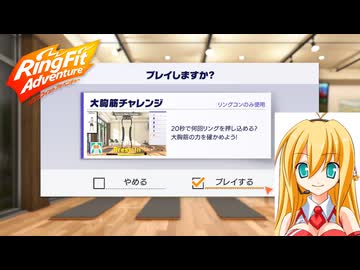 RingFit
Adventure
プレイしますか?
大胸筋チャレンジ
リングコンのみ使用
Press In
20秒で何回リングを押し込める?
大胸筋の力を確かめよう!
やめる
プレイする